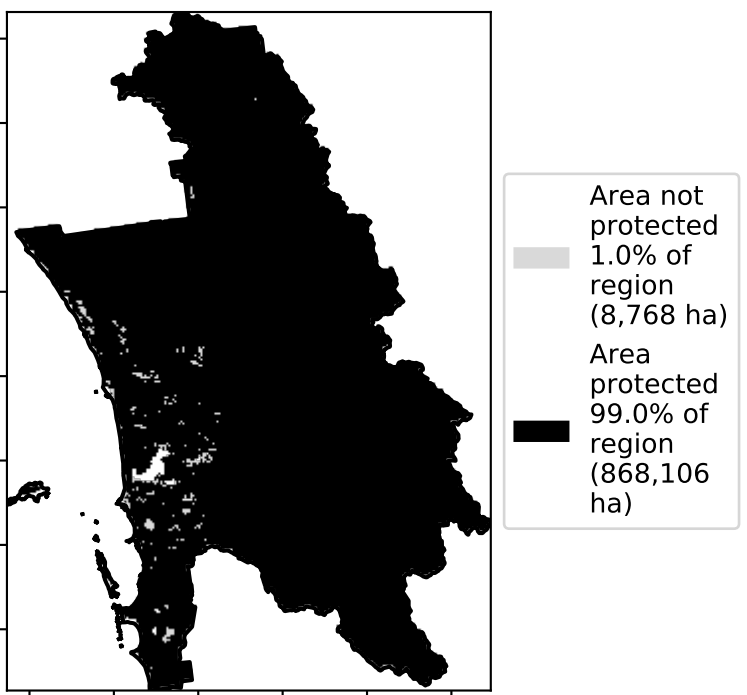 Area not
protected
1.0% of
region
(8,768 ha)
Area
protected
99.0% of
region
(868,106
ha)